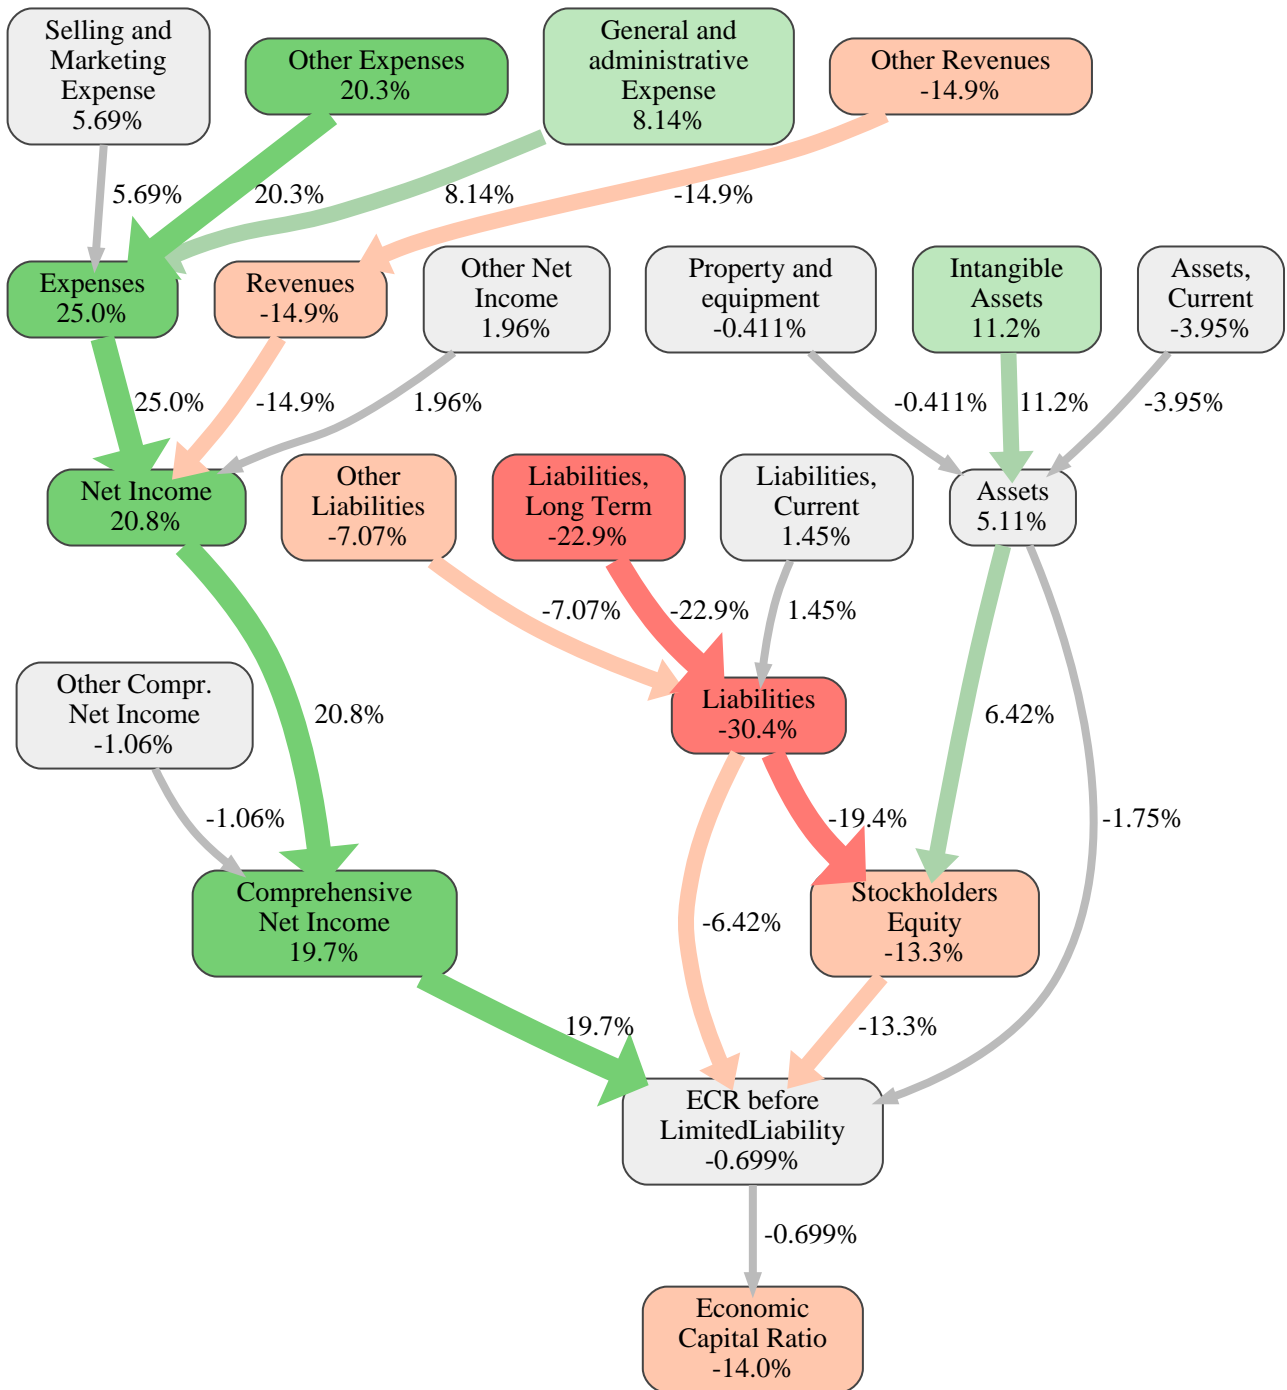 Selling and
Marketing
Expense
5.69%
Other Expenses
20.3%
General and
administrative
Expense
8.14%
Other Revenues
-14.9%
5.69%
20.3%
8.14%
-14.9%
Expenses
25.0%
Revenues
-14.9%
Other Net
Income
1.96%
Property and
equipment
-0.411%
Intangible
Assets
11.2%
Assets,
Current
-3.95%
25.0%
-14.9%
1.96%
-0.411%
11.2%
-3.95%
Net Income
20.8%
Other
Liabilities
-7.07%
Liabilities,
Long Term
-22.9%
Liabilities,
Current
1.45%
Assets
5.11%
-7.07%
-22.9%
1.45%
Other Compr.
Net Income
-1.06%
20.8%
Liabilities
-30.4%
6.42%
-1.06%
-19.4%
-1.75%
Comprehensive
Net Income
19.7%
-6.42%
Stockholders
Equity
-13.3%
19.7%
-13.3%
ECR before
LimitedLiability
-0.699%
-0.699%
Economic
Capital Ratio
-14.0%